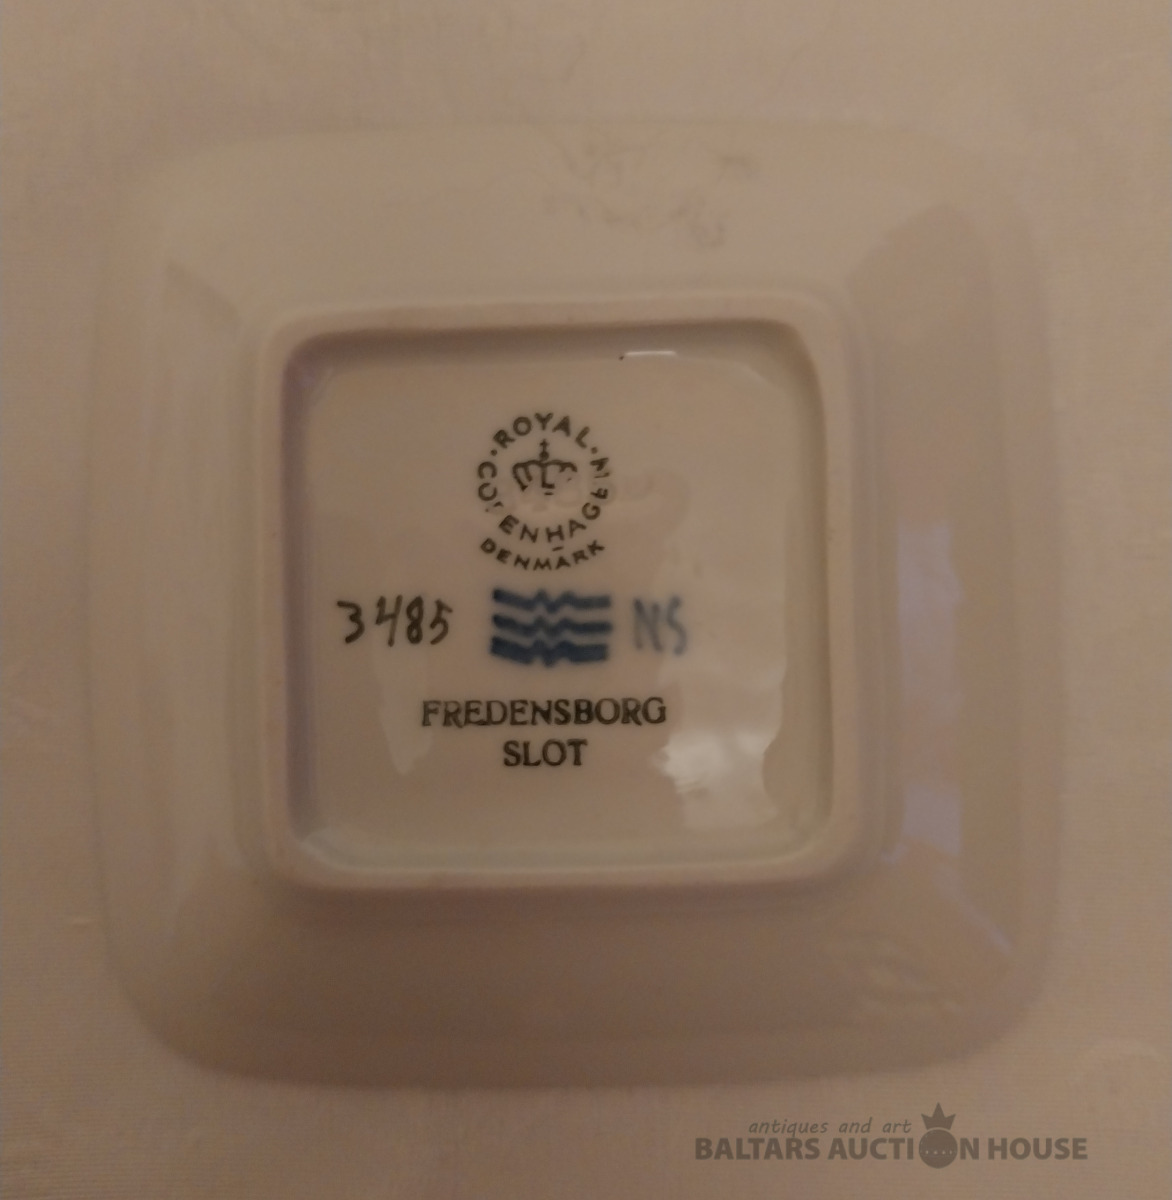 ROYAL
COPENHAGEN
DENMARK
3485 NS
FREDENSBORG
SLOT
antiques and art
BALTARS AUCTION HOUSE